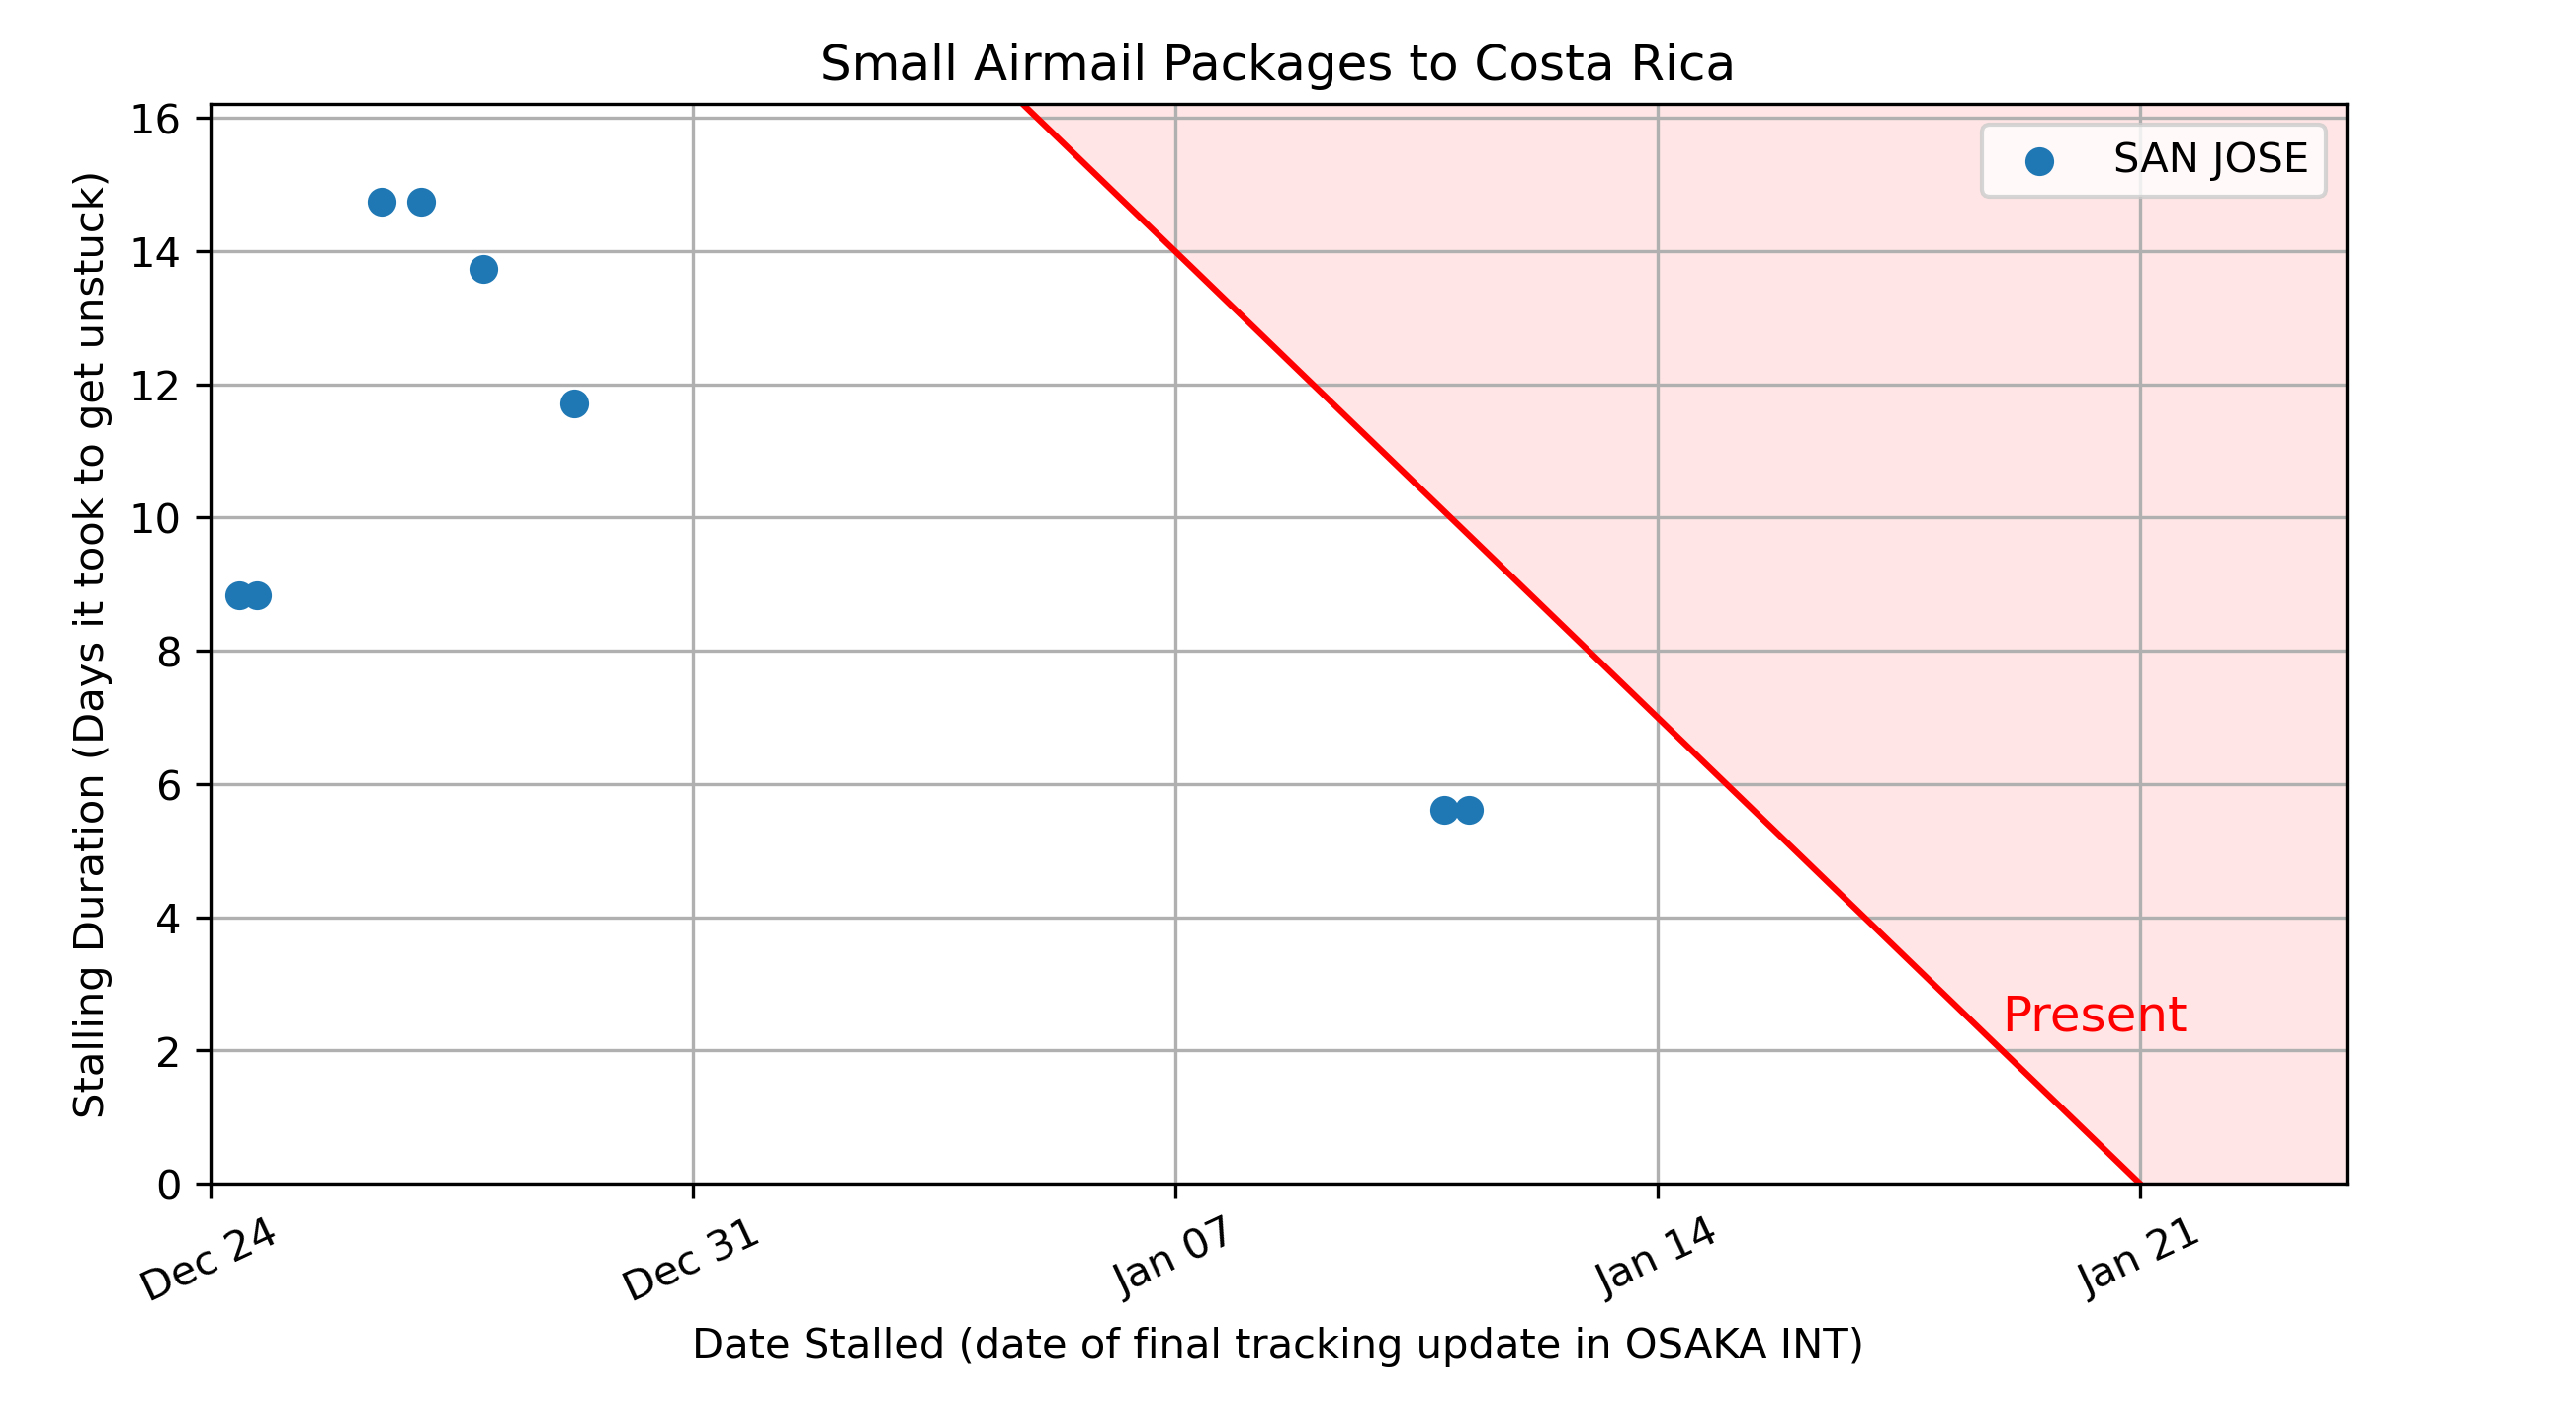 Small Airmail Packages to Costa Rica
SAN JOSE
Stalling Duration (Days it took to get unstuck)
16
14
12
10
8
6
4
2
0
Present
Dec 24
Dec 31
Jan 07
Jan 14
Jan 21
Date Stalled (date of final tracking update in OSAKA INT)